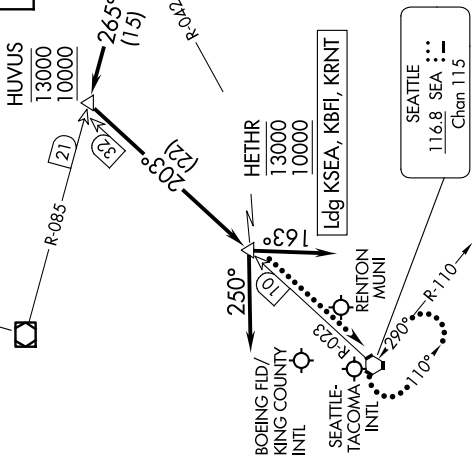 HUVUS
13000
10000
265°
(15)
R-042
21
R-085
32
203°
(22)
HETHR
13000
10000
Ldg KSEA, KBFI, KRNT
SEATTLE
116.8 SEA
Chan 115
250°
163°
10
R-023
BOEING FLD/
KING COUNTY
INTL
RENTON
MUNI
SEATTLE-
TACOMA
INTL
290°
R-110
110°